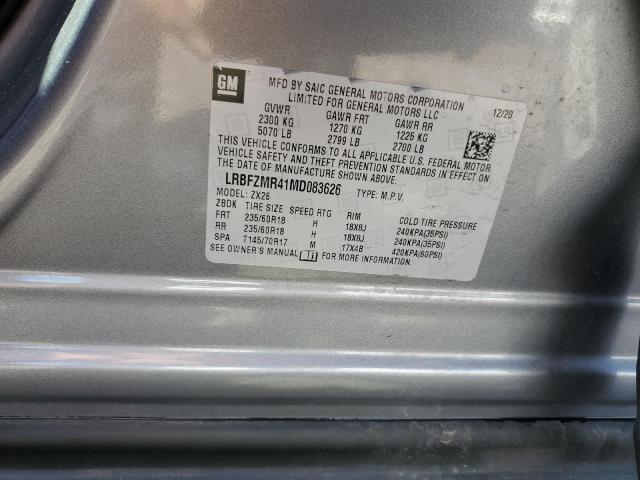 GM
MFD BY SAIC GENERAL MOTORS CORPORATION
LIMITED FOR GENERAL MOTORS LLC 12/20
GVWR GAWR FRT GAWR RR
2300 KG 1270 KG 1225 KG
5070 LB 2799 LB 2700 LB
THIS VEHICLE CONFORMS TO ALL APPLICABLE U.S. FEDERAL MOTOR
VEHICLE SAFETY AND THEFT PREVENTION STANDARDS IN EFFECT ON
THE DATE OF MANUFACTURE SHOWN ABOVE.
LRBFZMR41MD083626 TYPE: M.P.V.
MODEL: ZX26
ZBDK TIRE SIZE SPEED RTG RIM COLD TIRE PRESSURE
FRT 235/60R18 H 18X8J 240KPA(35PSI)
RR 235/60R18 H 18X8J 240KPA(35PSI)
SPA T145/70R17 M 17X4B 420KPA(60PSI)
SEE OWNER'S MANUAL i FOR MORE INFORMATION.